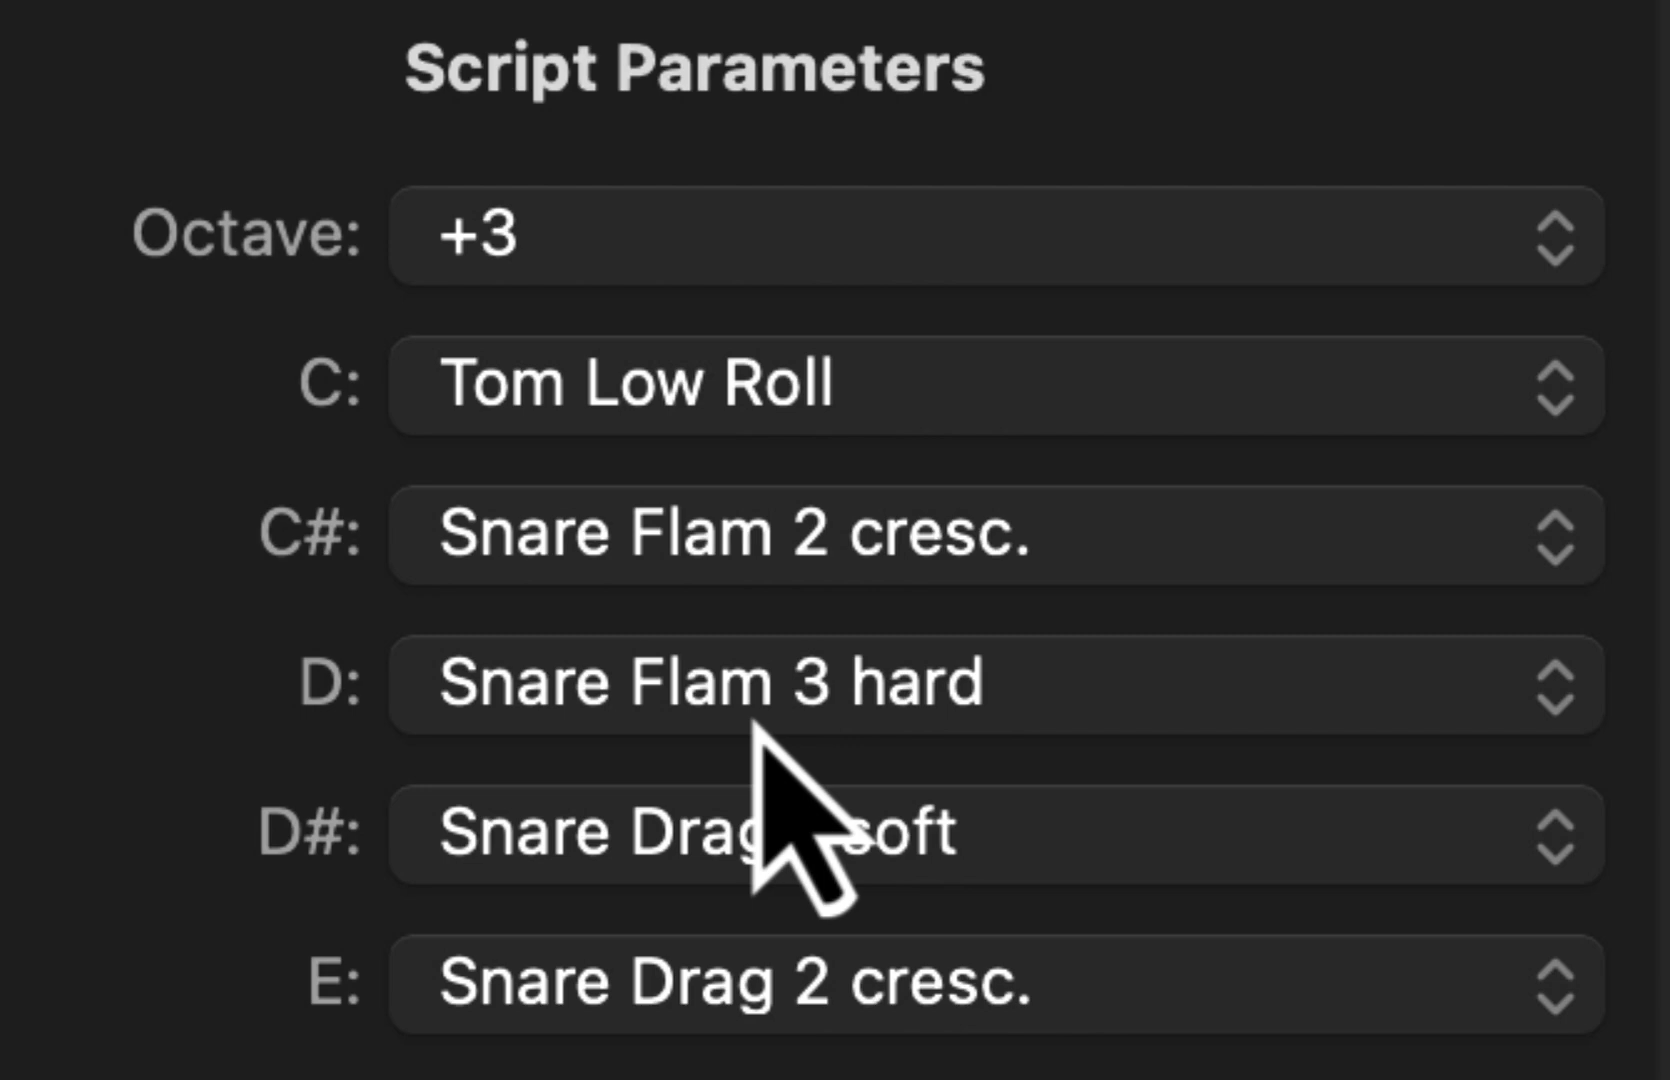 Script Parameters
Octave: +3
C: Tom Low Roll
C#: Snare Flam 2 cresc.
D: Snare Flam 3 hard
D#: Snare Drag soft
E: Snare Drag 2 cresc.